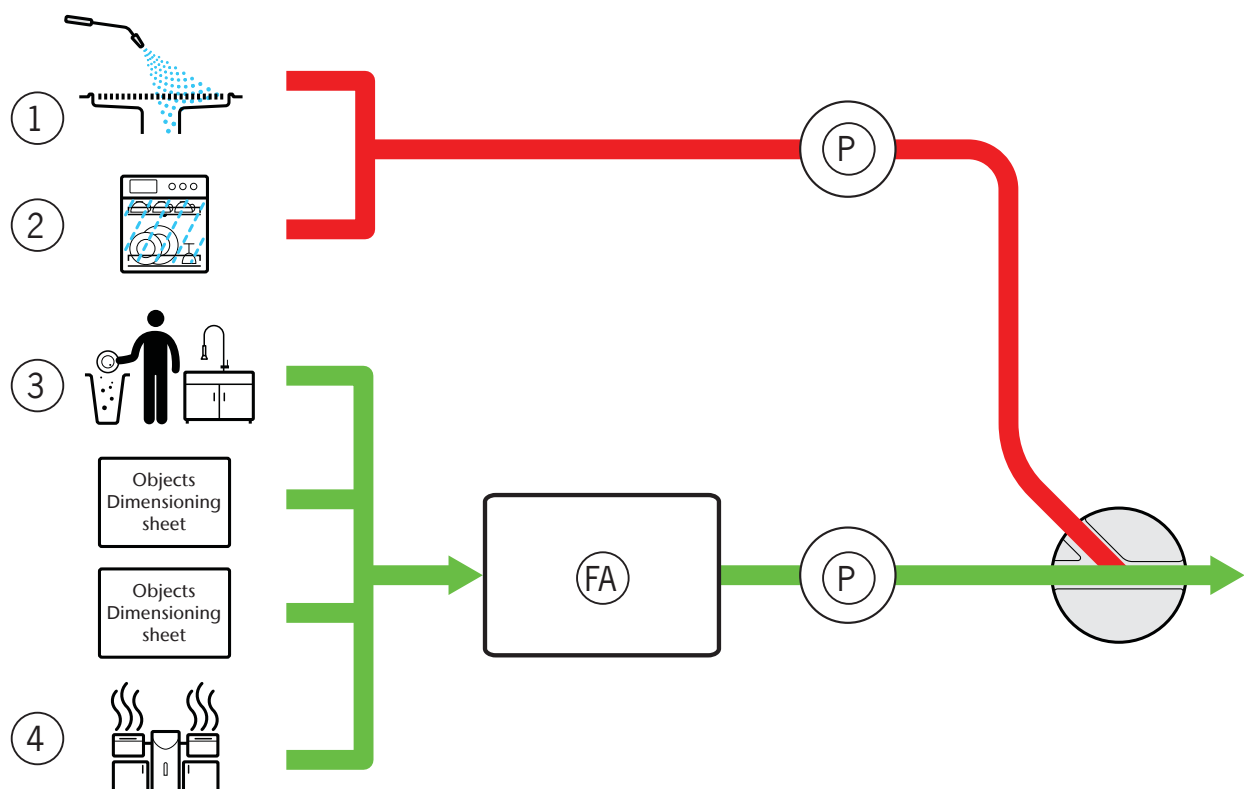 1
P
2
3
Objects
Dimensioning
sheet
FA
P
Objects
Dimensioning
sheet
4